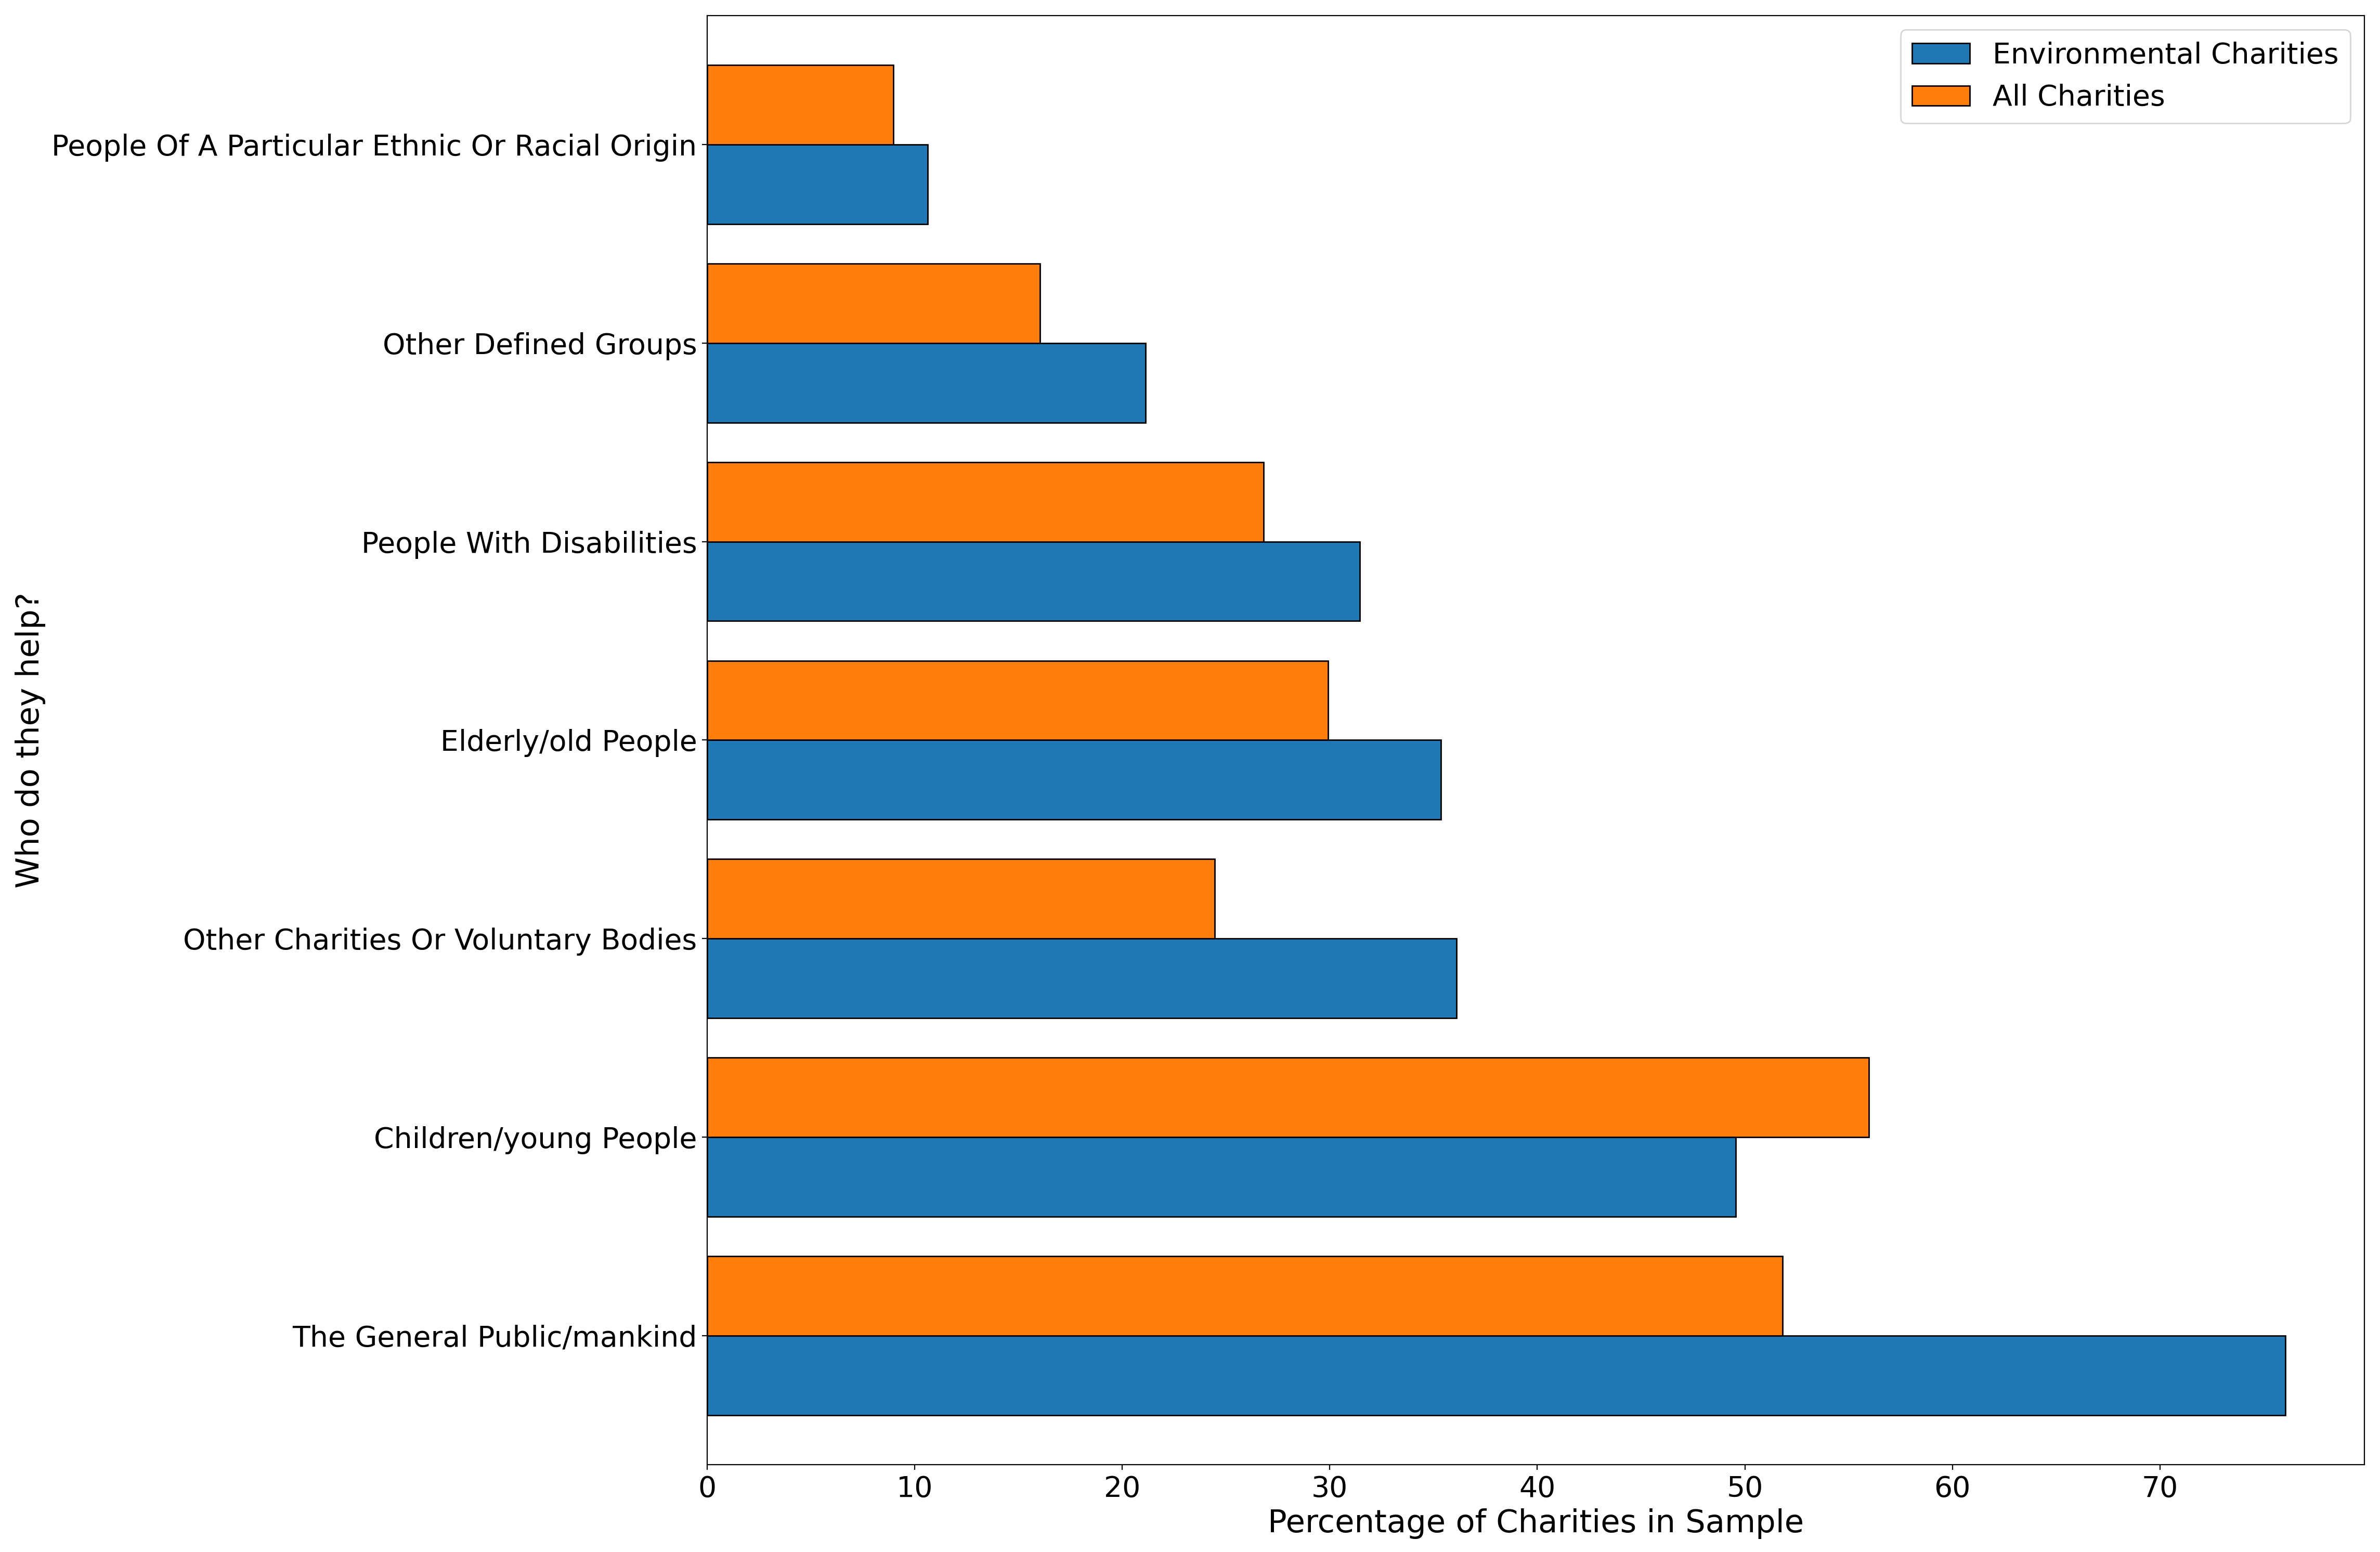 Environmental Charities
All Charities
People Of A Particular Ethnic Or Racial Origin
Other Defined Groups
People With Disabilities
Elderly/old People
Other Charities Or Voluntary Bodies
Children/young People
The General Public/mankind
Who do they help?
0 10 20 30 40 50 60 70
Percentage of Charities in Sample